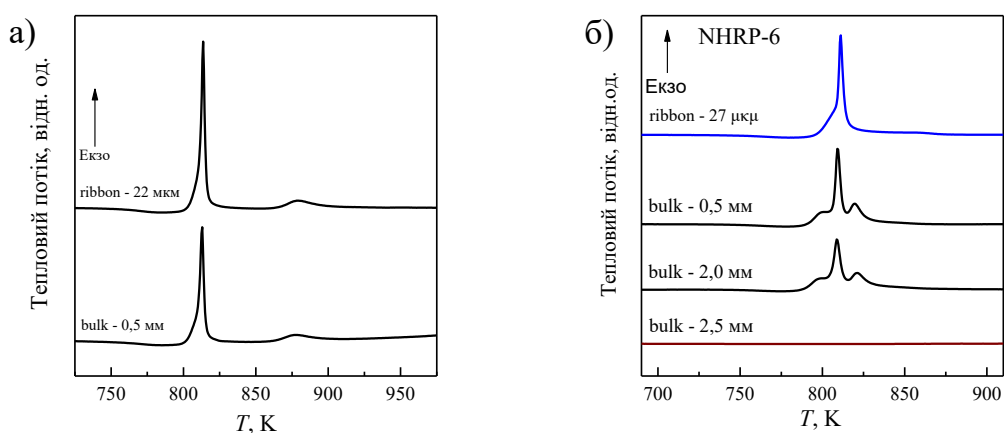 а)
Тепловий потік, відн. од.
Екзо
ribbon - 22 мкм
bulk - 0,5 мм
750 800 850 900 950
T, K
б)
NHRP-6
Тепловий потік, відн.од.
Екзо
ribbon - 27 μκμ
bulk - 0,5 мм
bulk - 2,0 мм
bulk - 2,5 мм
700 750 800 850 900
T, K